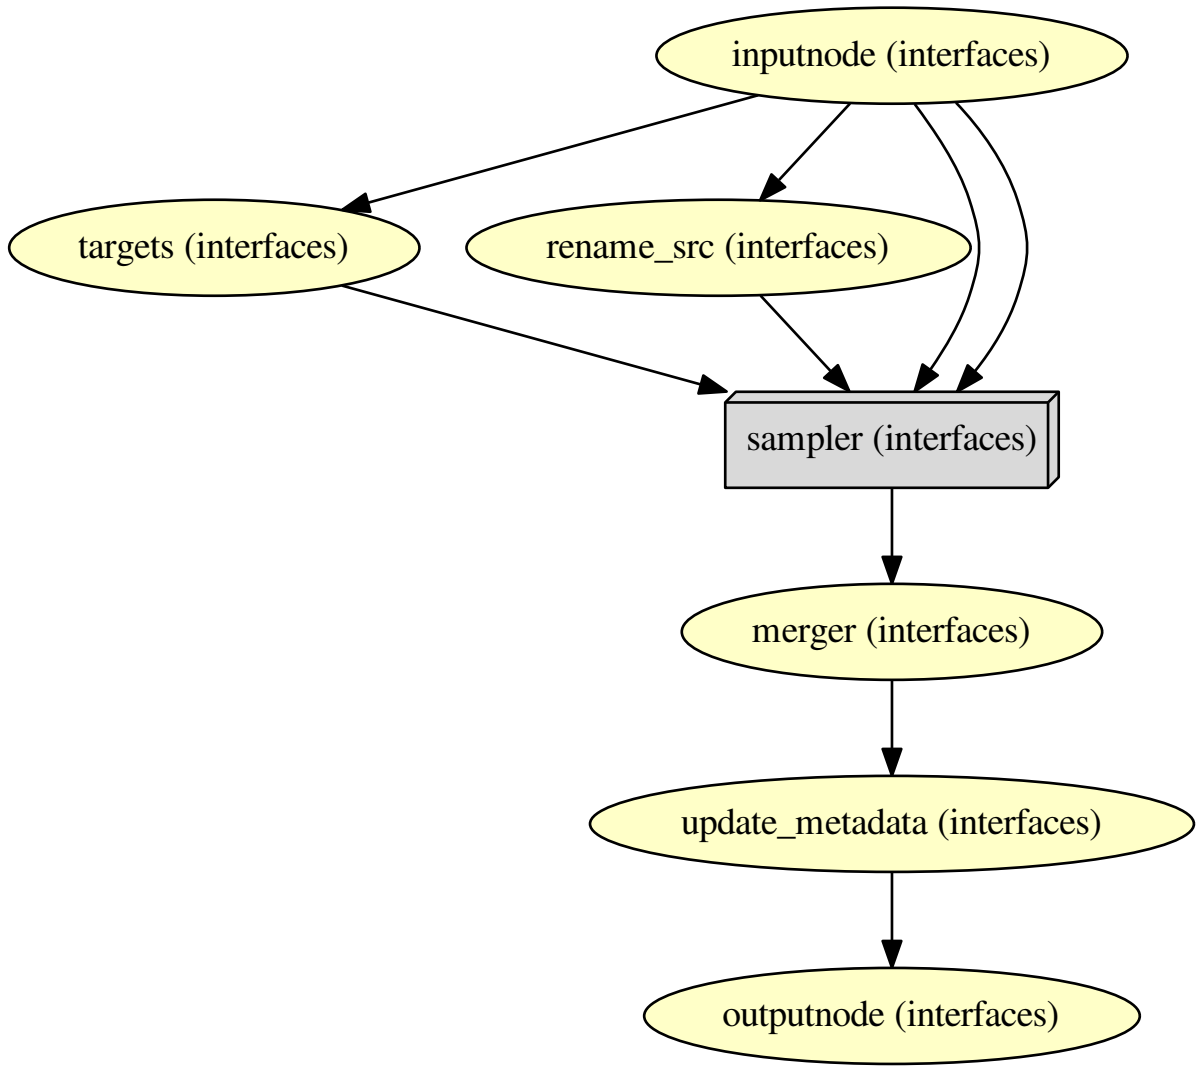 inputnode (interfaces)
targets (interfaces)
rename_src (interfaces)
sampler (interfaces)
merger (interfaces)
update_metadata (interfaces)
outputnode (interfaces)